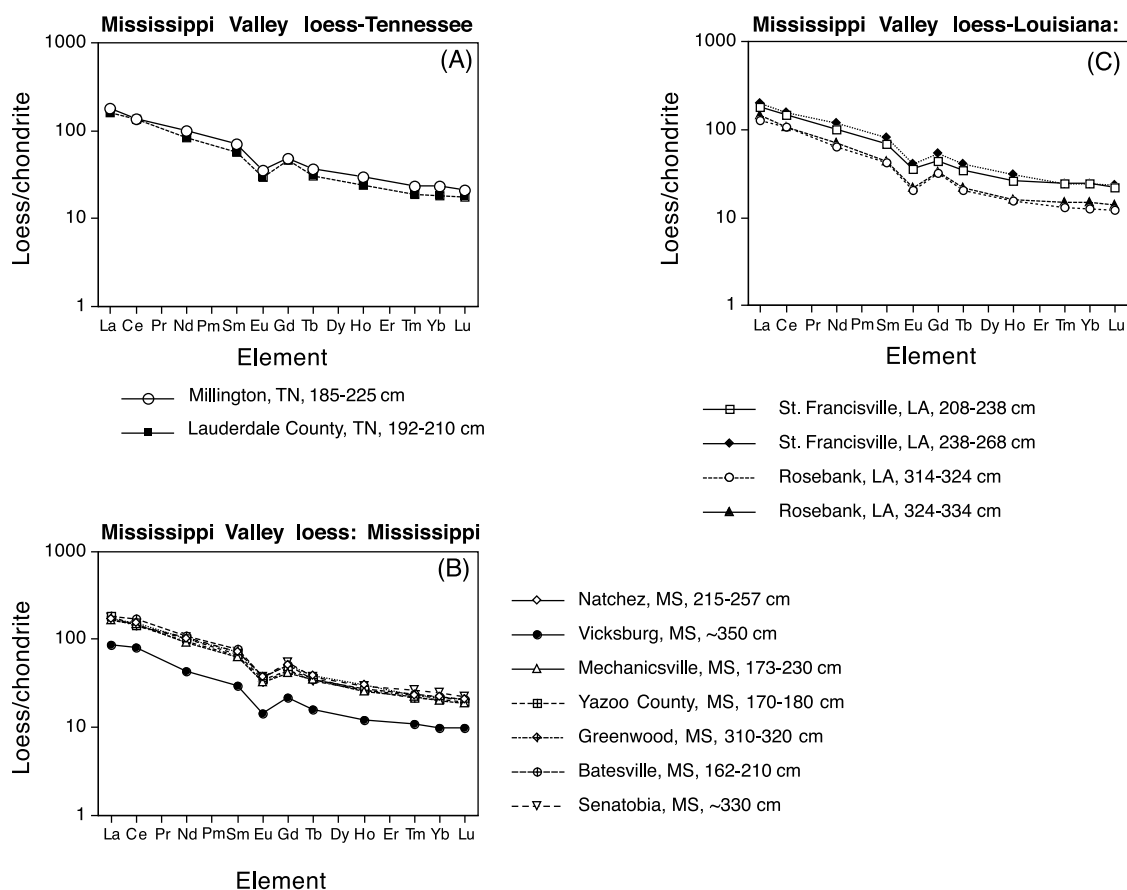 Mississippi Valley loess-Tennessee
(A)
1000
100
10
1
Loess/chondrite
La Ce Pr Nd Pm Sm Eu Gd Tb Dy Ho Er Tm Yb Lu
Element
Millington, TN, 185-225 cm
Lauderdale County, TN, 192-210 cm
Mississippi Valley loess: Mississippi
(B)
1000
100
10
1
Loess/chondrite
La Ce Pr Nd Pm Sm Eu Gd Tb Dy Ho Er Tm Yb Lu
Element
Natchez, MS, 215-257 cm
Vicksburg, MS, ~350 cm
Mechanicsville, MS, 173-230 cm
Yazoo County, MS, 170-180 cm
Greenwood, MS, 310-320 cm
Batesville, MS, 162-210 cm
Senatobia, MS, ~330 cm
Mississippi Valley loess-Louisiana:
(C)
1000
100
10
1
Loess/chondrite
La Ce Pr Nd Pm Sm Eu Gd Tb Dy Ho Er Tm Yb Lu
Element
St. Francisville, LA, 208-238 cm
St. Francisville, LA, 238-268 cm
Rosebank, LA, 314-324 cm
Rosebank, LA, 324-334 cm